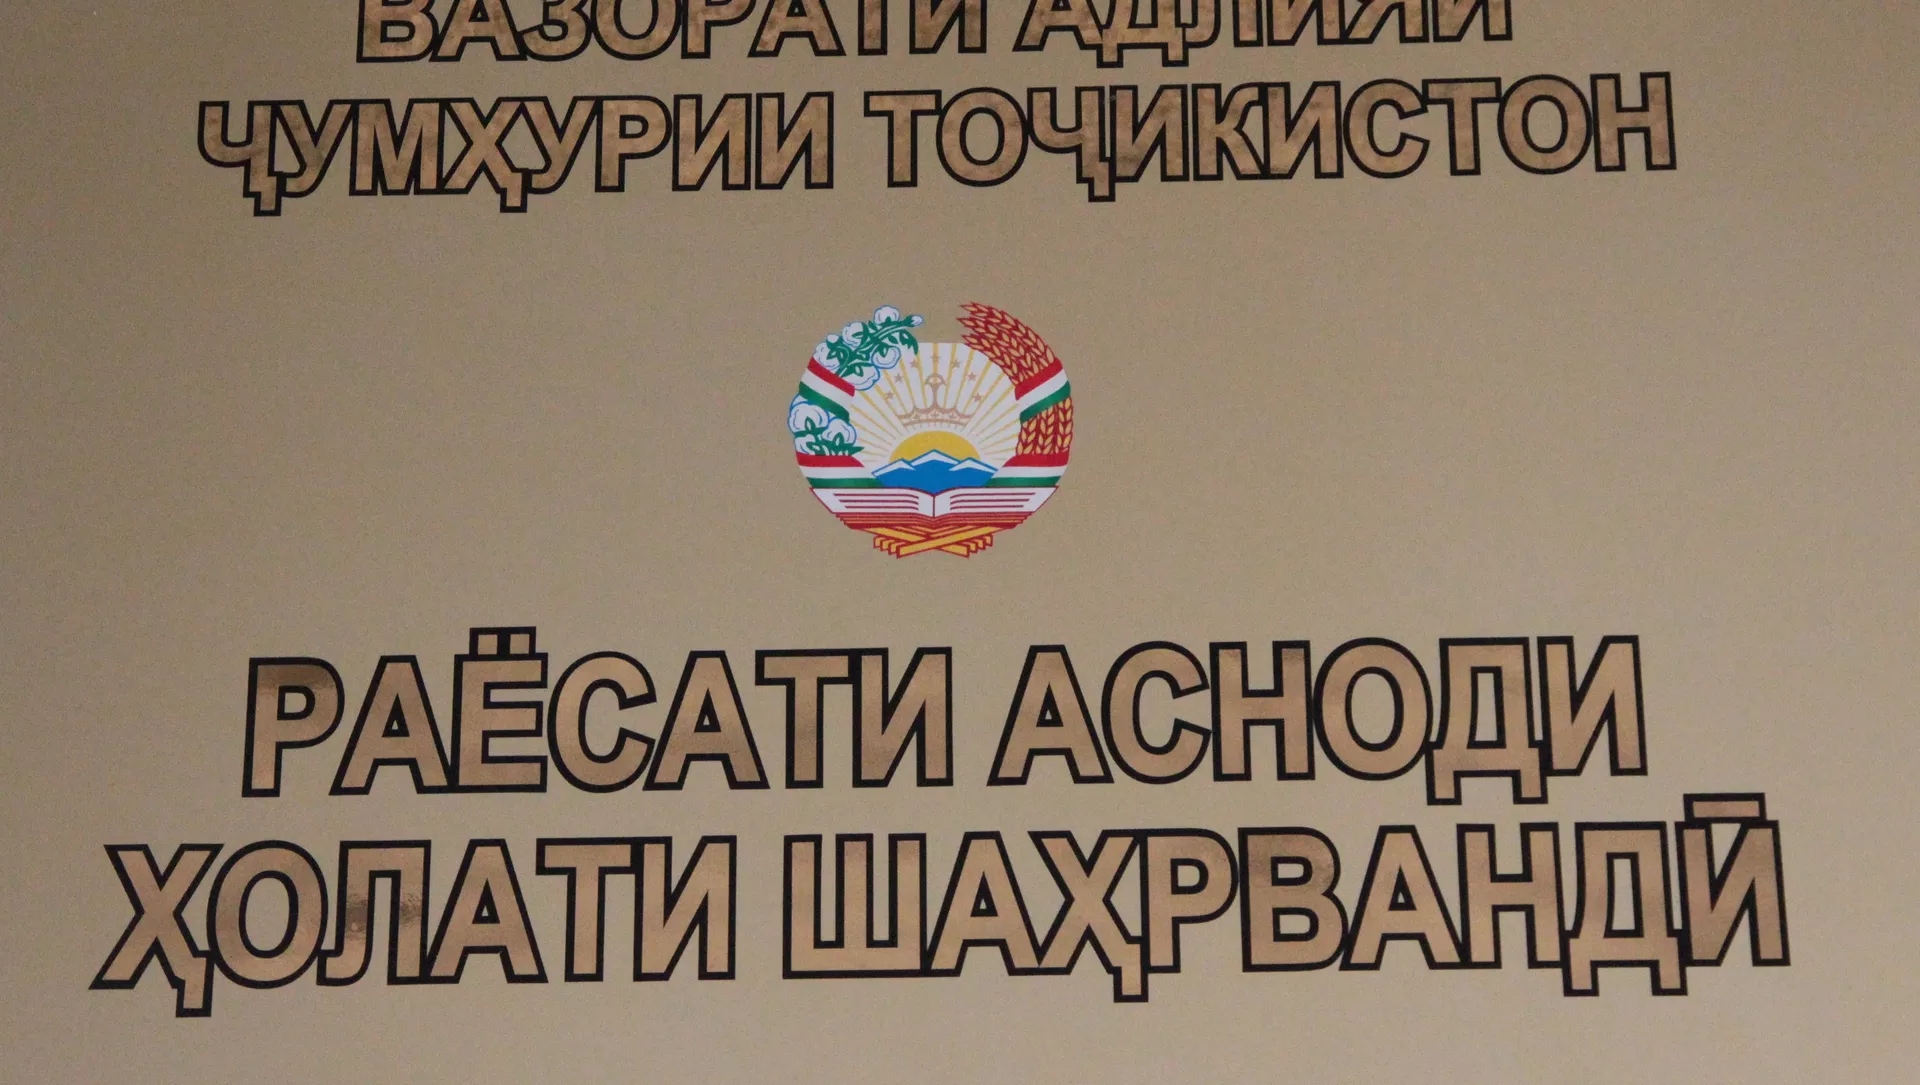 ВАЗОРАТИ АДЛИЯИ
ҶУМҲУРИИ ТОҶИКИСТОН
РАЁСАТИ АСНОДИ
ҲОЛАТИ ШАҲРВАНДӢ